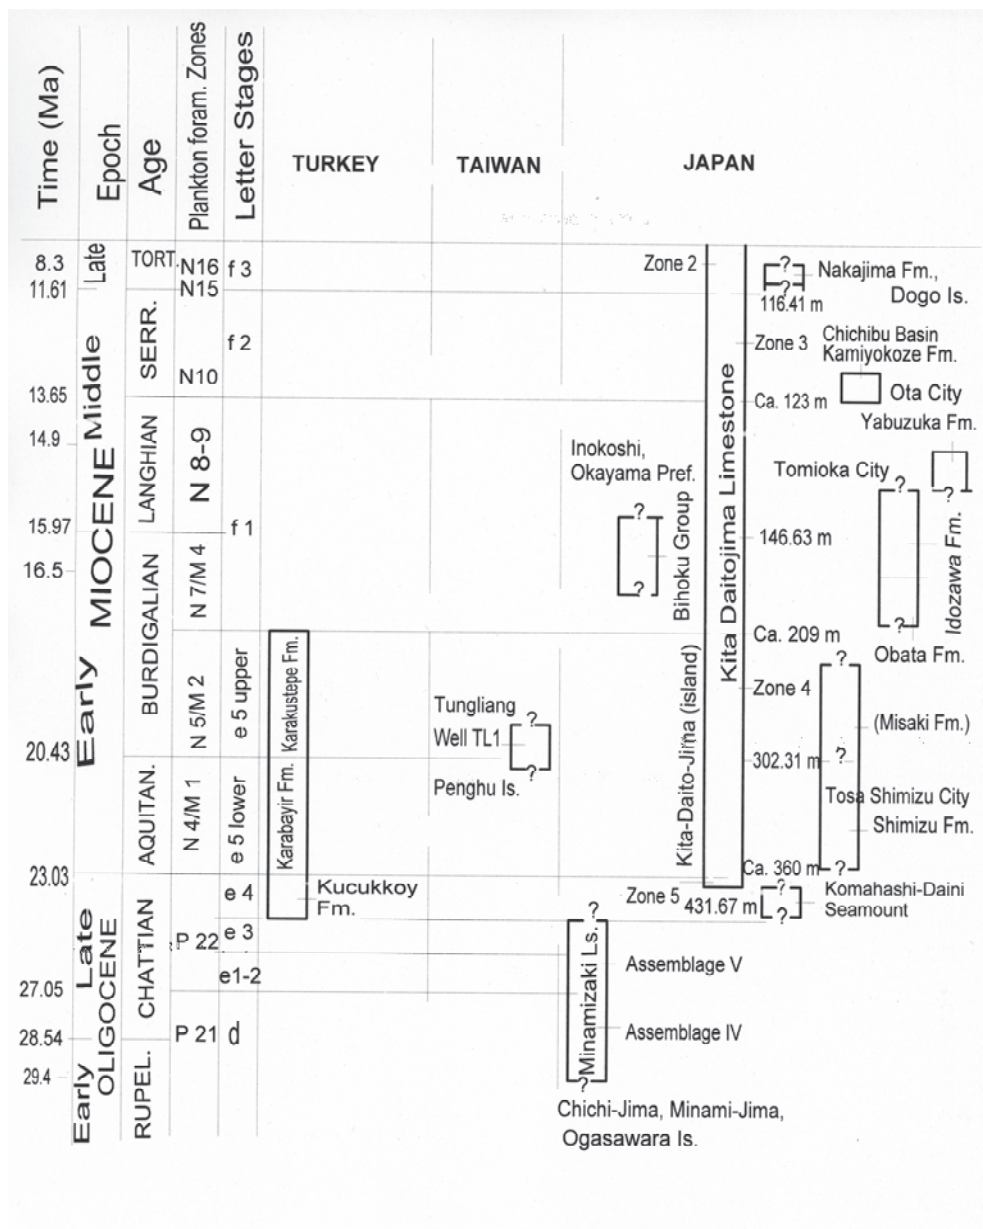 Time (Ma)
Epoch
Age
Plankton foram. Zones
Letter Stages
TURKEY
TAIWAN
JAPAN
8.3
11.61
13.65
14.9
15.97
16.5
20.43
23.03
27.05
28.54
29.4
Late
Middle
Early
MIOCENE
Late
Early
OLIGOCENE
TORT.
SERR.
LANGHIAN
BURDIGALIAN
AQUITAN.
CHATTIAN
RUPEL.
N16
N15
N10
N 8-9
N 7/M 4
N 5/M 2
N 4/M 1
P 22
P 21
f 3
f 2
f 1
e 5 upper
e 5 lower
e 4
e 3
e1-2
d
Karakustepe Fm.
Karabayir Fm.
Kucukkoy
Fm.
Tungliang
?
Well TL1
?
Penghu Is.
Inokoshi,
Okayama Pref.
?
?
Bihoku Group
?
Minamizaki Ls.
?
Assemblage V
Assemblage IV
Chichi-Jima, Minami-Jima,
Ogasawara Is.
Kita-Daito-Jima (island)
Kita Daitojima Limestone
Zone 2
116.41 m
Zone 3
Ca. 123 m
146.63 m
Ca. 209 m
Zone 4
302.31 m
Ca. 360 m
Zone 5
431.67 m
?
?
Nakajima Fm.,
Dogo Is.
Chichibu Basin
Kamiyokoze Fm.
Ota City
Yabuzuka Fm.
Tomioka City
?
?
?
Idozawa Fm.
Obata Fm.
?
(Misaki Fm.)
?
Tosa Shimizu City
Shimizu Fm.
?
?
?
Komahashi-Daini
Seamount